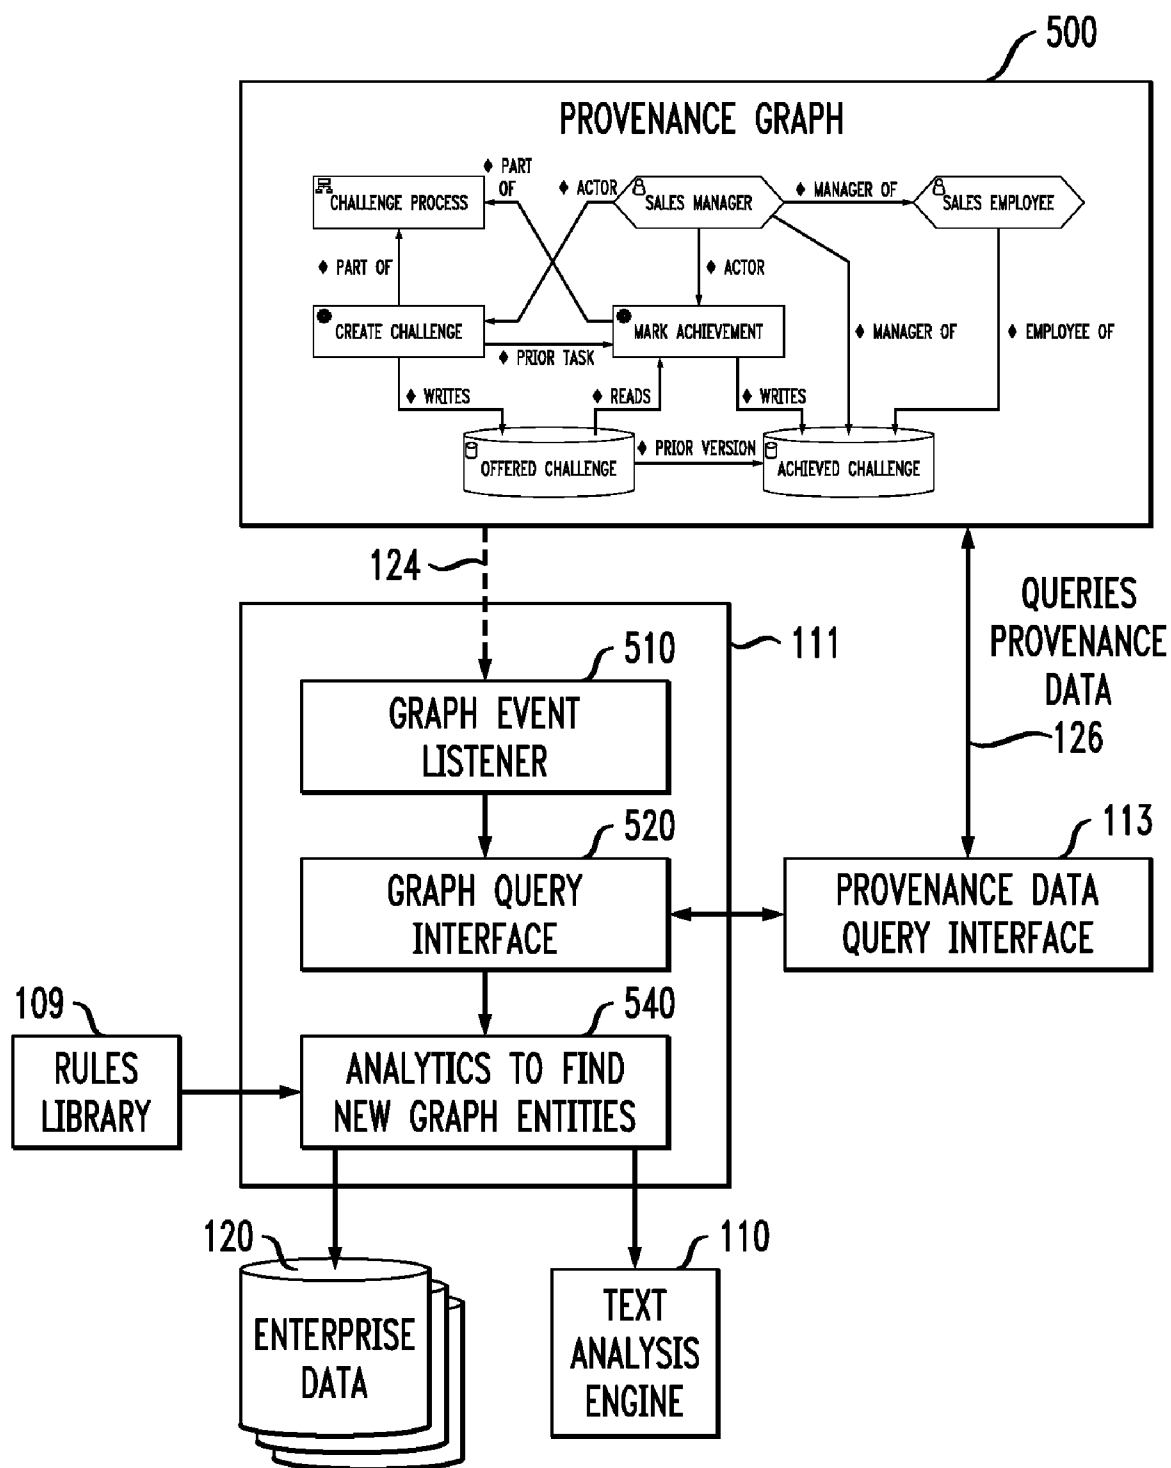 500
PROVENANCE GRAPH
♦ PART
OF
♦ ACTOR
♦ MANAGER OF
CHALLENGE PROCESS
SALES MANAGER
SALES EMPLOYEE
♦ PART OF
♦ ACTOR
CREATE CHALLENGE
MARK ACHIEVEMENT
♦ MANAGER OF
♦ EMPLOYEE OF
♦ PRIOR TASK
♦ WRITES
♦ READS
♦ WRITES
♦ PRIOR VERSION
OFFERED CHALLENGE
ACHIEVED CHALLENGE
124
QUERIES
PROVENANCE
DATA
126
111
510
GRAPH EVENT
LISTENER
520
GRAPH QUERY
INTERFACE
113
PROVENANCE DATA
QUERY INTERFACE
109
RULES
LIBRARY
540
ANALYTICS TO FIND
NEW GRAPH ENTITIES
120
ENTERPRISE
DATA
110
TEXT
ANALYSIS
ENGINE